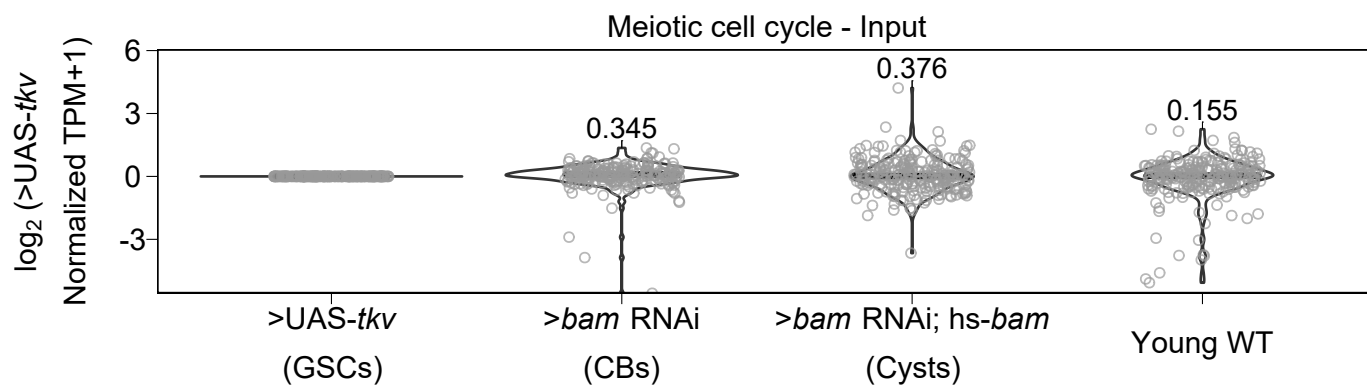 Meiotic cell cycle - Input
log₂ (>UAS-tkv
Normalized TPM+1)
6
3
0
-3
0.345
0.376
0.155
>UAS-tkv
(GSCs)
>bam RNAi
(CBs)
>bam RNAi; hs-bam
(Cysts)
Young WT